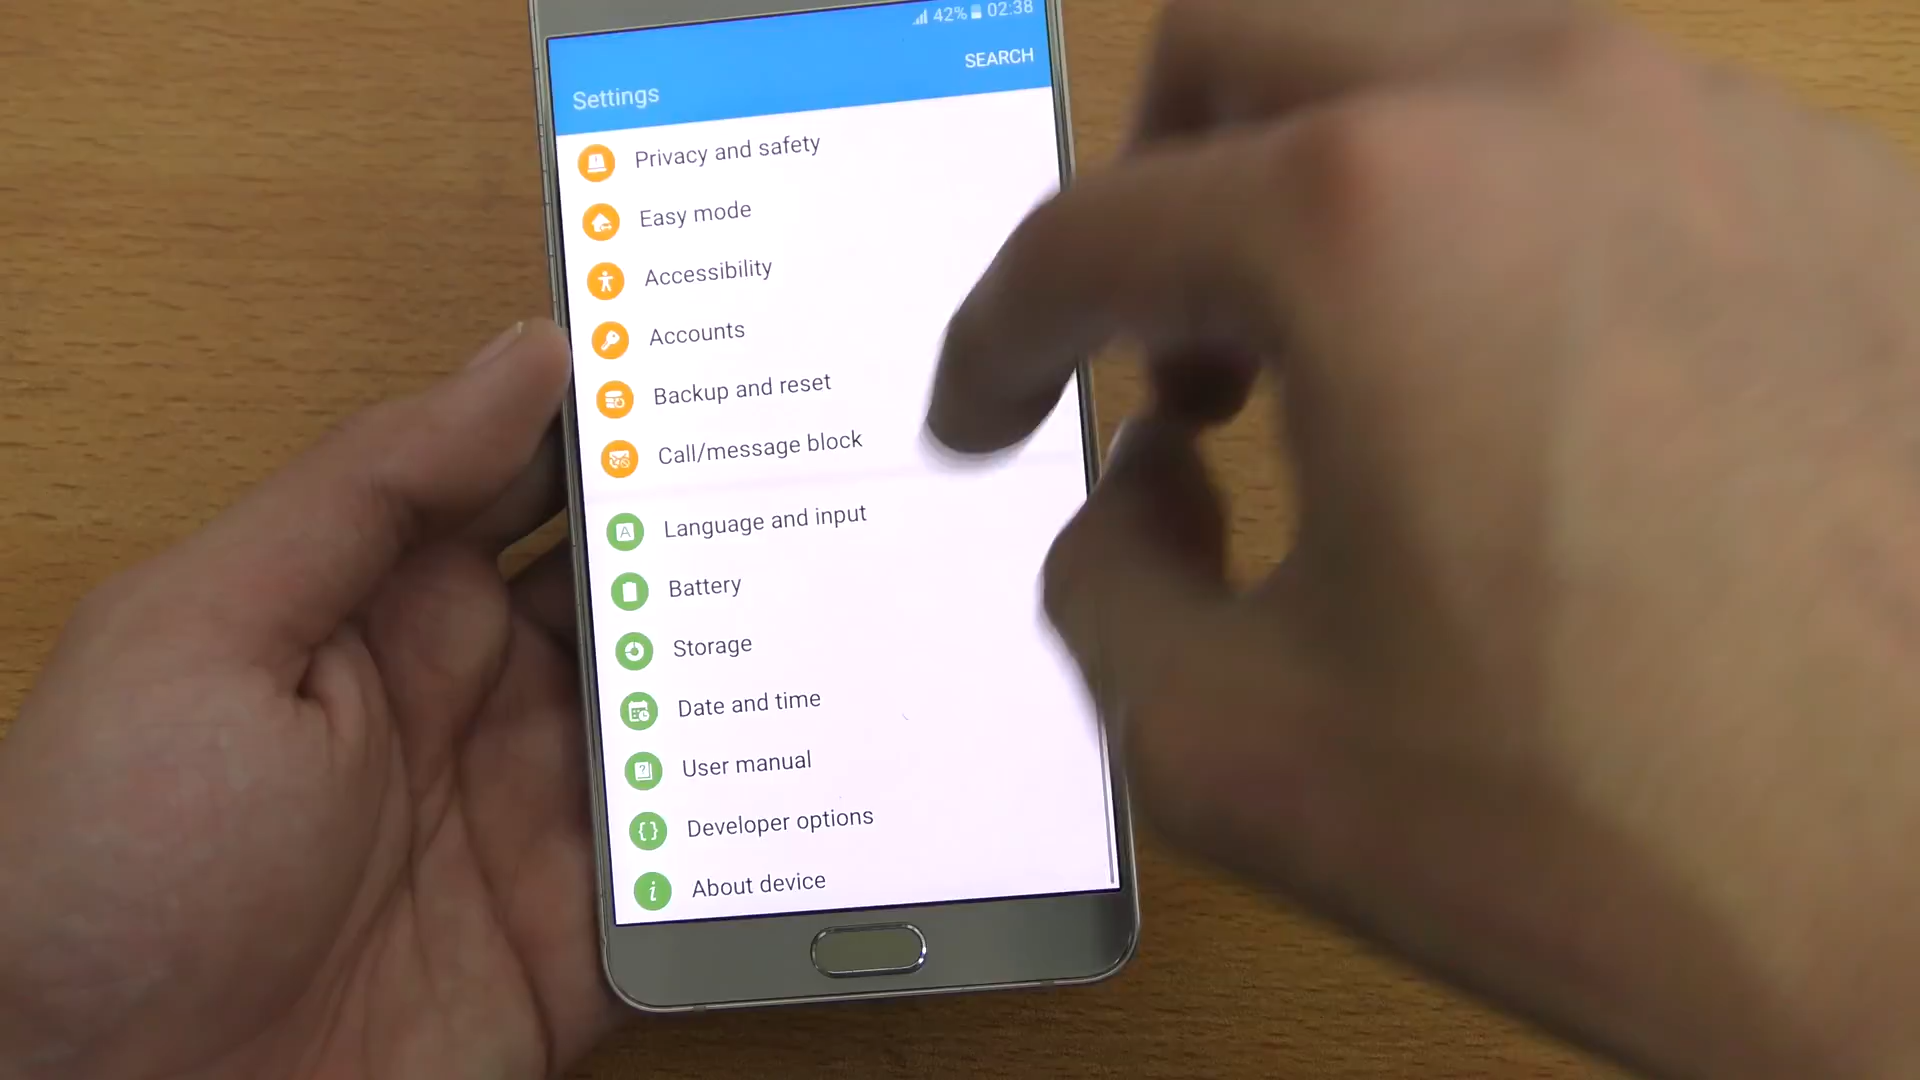 42% 02:38
SEARCH
Settings
Privacy and safety
Easy mode
Accessibility
Accounts
Backup and reset
Call/message block
A Language and input
Battery
Storage
Date and time
? User manual
{ } Developer options
i About device